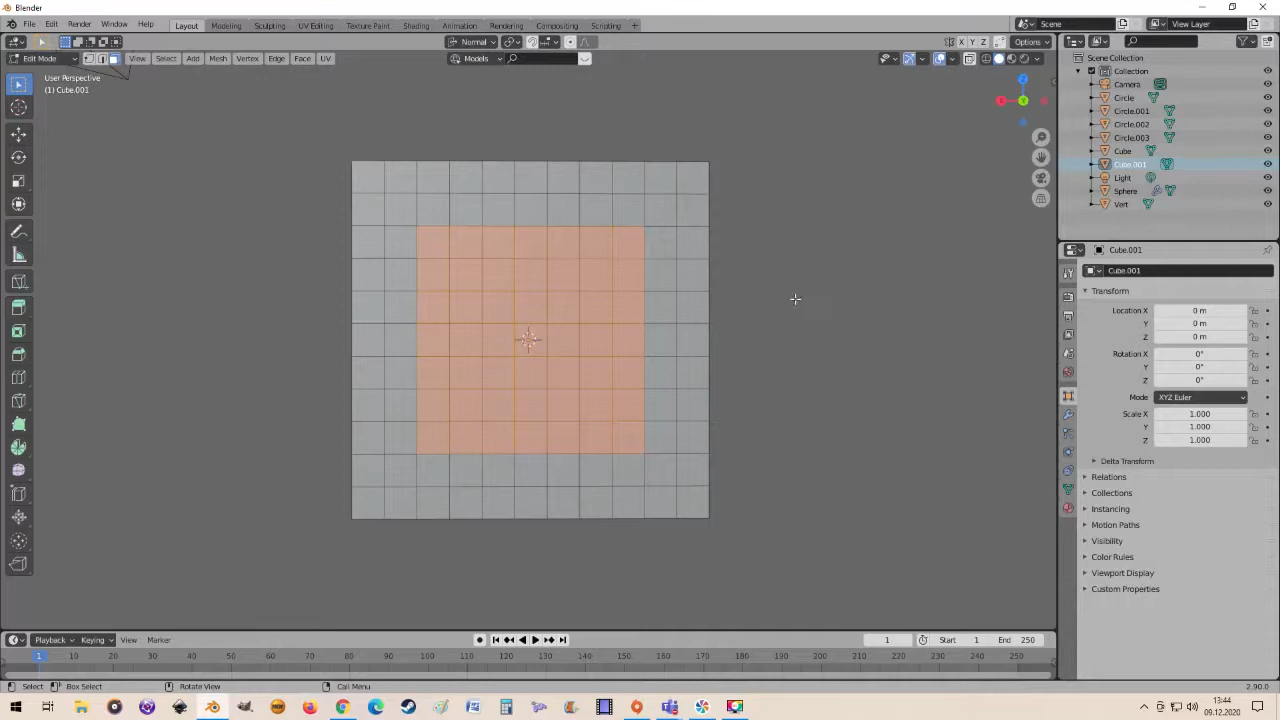 Blender
File Edit Render Window Help Layout Modeling Sculpting UV Editing Texture Paint Shading Animation Rendering Compositing Scripting + Scene View Layer
Normal X Y Z Options
Edit Mode View Select Add Mesh Vertex Edge Face UV Models
User Perspective
(1) Cube.001
Z
X
Y
Scene Collection
Collection
Camera
Circle
Circle.001
Circle.002
Circle.003
Cube
Cube.001
Light
Sphere
Vert
Cube.001
Cube.001
Transform
Location X 0 m
Y 0 m
Z 0 m
Rotation X 0°
Y 0°
Z 0°
Mode XYZ Euler
Scale X 1.000
Y 1.000
Z 1.000
Delta Transform
Relations
Collections
Instancing
Motion Paths
Visibility
Color Rules
Viewport Display
Custom Properties
Playback Keying View Marker 1 Start 1 End 250
1 10 20 30 40 50 60 70 80 90 100 110 120 130 140 150 160 170 180 190 200 210 220 230 240 250
Select Box Select Rotate View Call Menu 2.90.0
13:44
09.12.2020